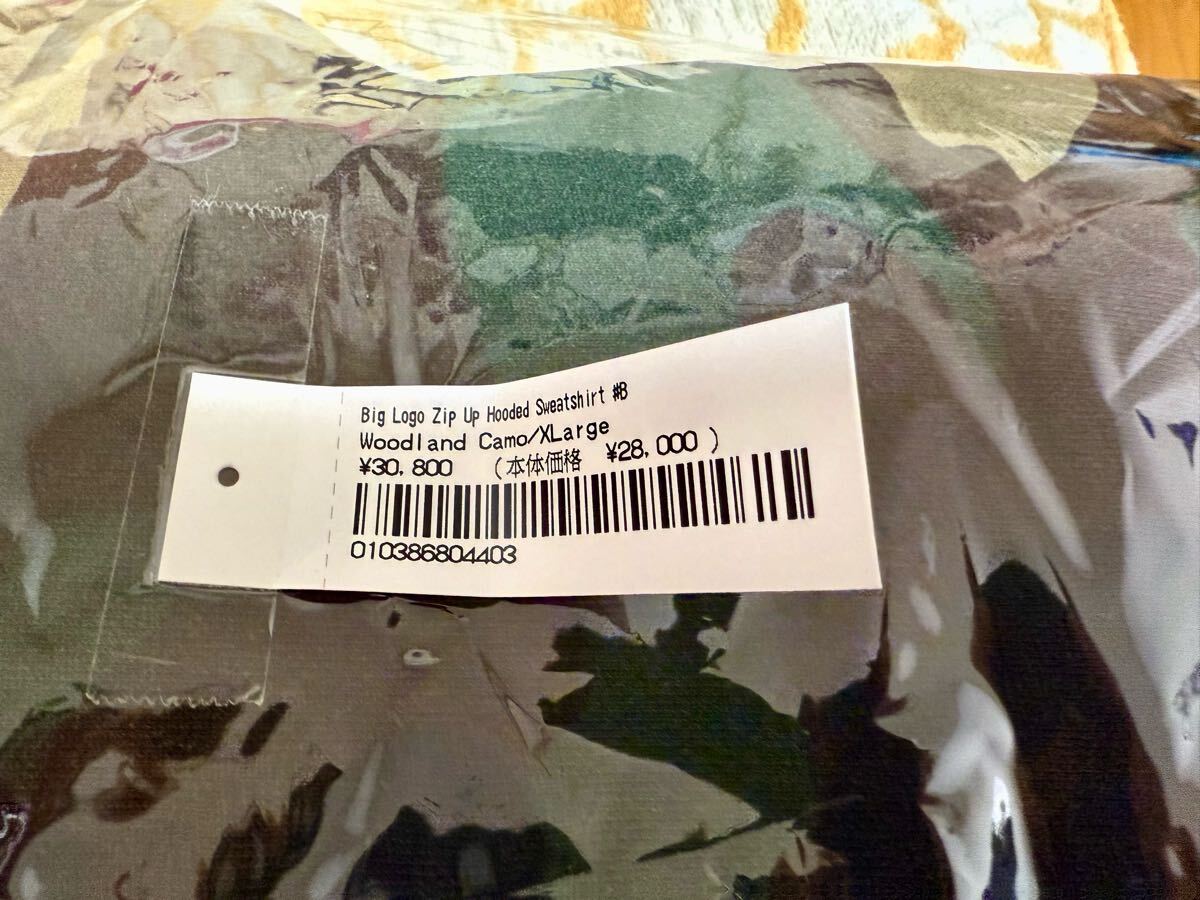 Big Logo Zip Up Hooded Sweatshirt #B
Woodland Camo/XLarge
¥30,800 (本体価格 ¥28,000 )
010386804403